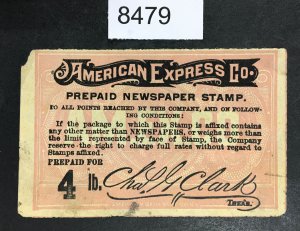 8479
AMERICAN EXPRESS CO.
PREPAID NEWSPAPER STAMP.
TO ALL POINTS REACHED BY THIS COMPANY, AND ON FOLLOW-
ING CONDITIONS:
If the package to which this Stamp is affixed contains
any other matter than NEWSPAPERS, or weighs more than
the limit represented by face of Stamp, the Company
reserve the right to charge full rates without regard to
Stamps affixed.
PREPAID FOR
4 lb. Chas. G. Clark
TREAS.